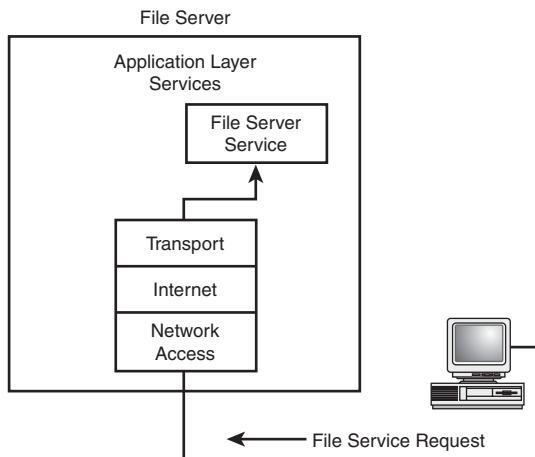 File Server
Application Layer
Services
File Server
Service
Transport
Internet
Network
Access
File Service Request